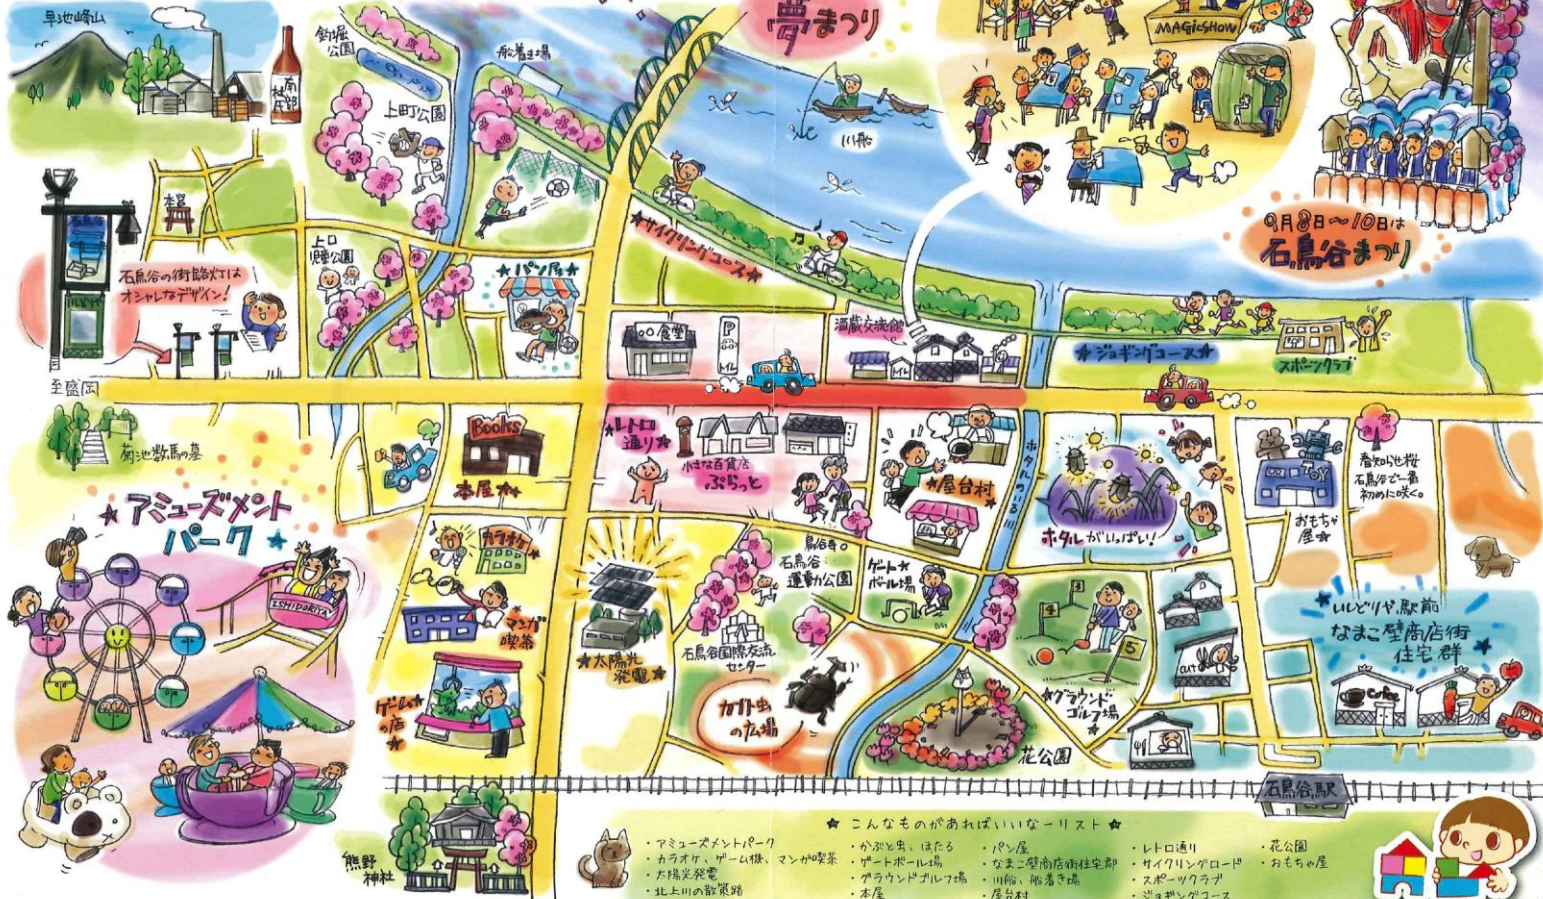 早池峰山
南部杜氏
釣堀
公園
船着き場
上町公園
夢まつり
川船
MAGIC SHOW
9月8日〜10日は
石鳥谷まつり
本宮
石鳥谷
石鳥谷の街路灯は
オシャレなデザイン!
★パン屋★
★サイクリングコース★
○○食堂
P
酒蔵交流館
★ジョギングコース★
スポーツクラブ
至盛岡
菊池数馬の墓
Books
本屋★
レトロ
通り★
小さな百貨店
ぷらっと
★屋台村
ホタルのいる川
ホタルがいっぱい!
TOY
おもちゃ
屋★
春知らせ桜
石鳥谷で一番
初めに咲く。
★アミューズメント
パーク★
ISHIDORIYA
カラオケ★
マンガ
喫茶
ゲーム★
の店
★太陽光
発電★
石鳥谷
運動公園
ゲート★
ボール場
石鳥谷国際交流
センター
カブト虫
の広場
花公園
3
4
5
★グラウンド
ゴルフ場★
いしどりや駅前
なまこ壁商店街
住宅群★
Coffee
石鳥谷駅
熊野
神社
★ こんなものがあればいいなーリスト ★
・アミューズメントパーク
・カラオケ、ゲーム機、マンガ喫茶
・太陽光発電
・北上川の散策路
・かぶと虫、ほたる
・ゲートボール場
・グラウンドゴルフ場
・本屋
・パン屋
・なまこ壁商店街住宅郡
・川船、船着き場
・屋台村
・レトロ通り
・サイクリングロード
・スポーツクラブ
・ジョギングコース
・花公園
・おもちゃ屋